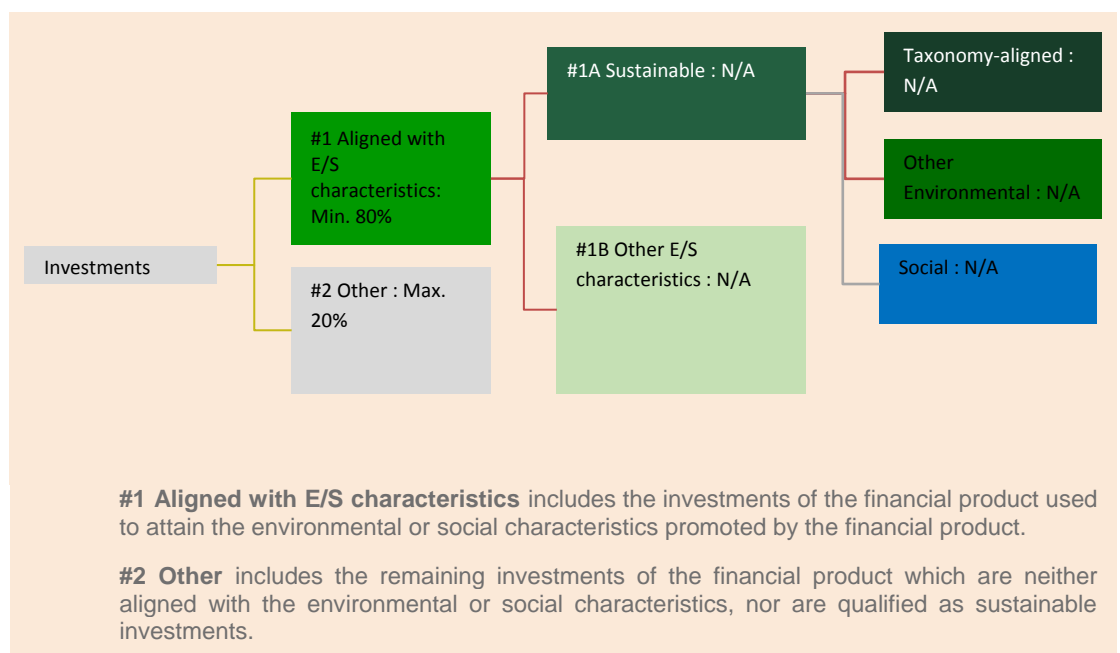 Investments
#1 Aligned with
E/S
characteristics:
Min. 80%
#2 Other : Max.
20%
#1A Sustainable : N/A
#1B Other E/S
characteristics : N/A
Taxonomy-aligned :
N/A
Other
Environmental : N/A
Social : N/A
#1 Aligned with E/S characteristics includes the investments of the financial product used
to attain the environmental or social characteristics promoted by the financial product.
#2 Other includes the remaining investments of the financial product which are neither
aligned with the environmental or social characteristics, nor are qualified as sustainable
investments.